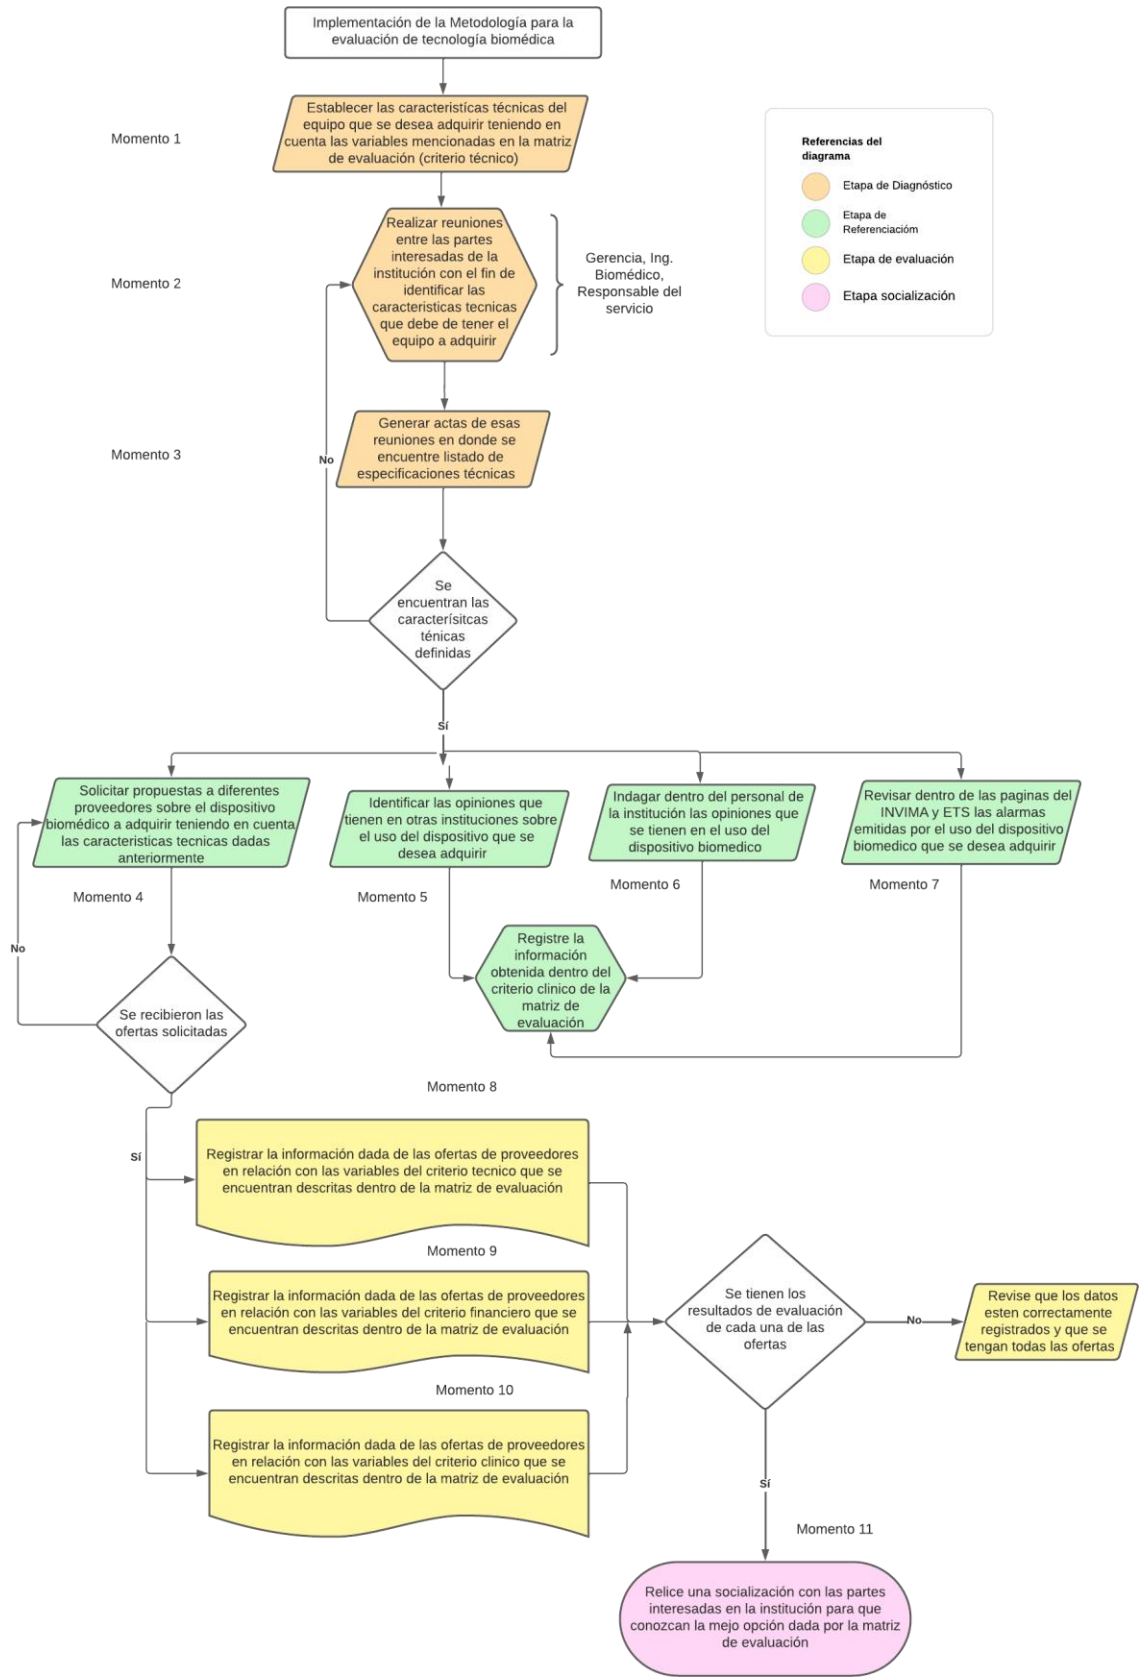 Implementación de la Metodología para la
evaluación de tecnología biomédica
Momento 1
Establecer las caracteristícas técnicas del
equipo que se desea adquirir teniendo en
cuenta las variables mencionadas en la matriz
de evaluación (criterio técnico)
Referencias del
diagrama
Etapa de Diagnóstico
Etapa de
Referenciacióm
Etapa de evaluación
Etapa socialización
Momento 2
Realizar reuniones
entre las partes
interesadas de la
institución con el fin de
identificar las
caracteristicas tecnicas
que debe de tener el
equipo a adquirir
Gerencia, Ing.
Biomédico,
Responsable del
servicio
Momento 3
Generar actas de esas
reuniones en donde se
encuentre listado de
especificaciones técnicas
No
Se
encuentran las
caracterísitcas
ténicas
definidas
Sí
Solicitar propuestas a diferentes
proveedores sobre el dispositivo
biomédico a adquirir teniendo en cuenta
las caracteristicas tecnicas dadas
anteriormente
Identificar las opiniones que
tienen en otras instituciones sobre
el uso del dispositivo que se
desea adquirir
Indagar dentro del personal de
la institución las opiniones que
se tienen en el uso del
dispositivo biomedico
Revisar dentro de las paginas del
INVIMA y ETS las alarmas
emitidas por el uso del dispositivo
biomedico que se desea adquirir
Momento 4
Momento 5
Momento 6
Momento 7
No
Se recibieron las
ofertas solicitadas
Registre la
información
obtenida dentro del
criterio clinico de la
matriz de
evaluación
Momento 8
Sí
Registrar la información dada de las ofertas de proveedores
en relación con las variables del criterio tecnico que se
encuentran descritas dentro de la matriz de evaluación
Momento 9
Registrar la información dada de las ofertas de proveedores
en relación con las variables del criterio financiero que se
encuentran descritas dentro de la matriz de evaluación
Momento 10
Registrar la información dada de las ofertas de proveedores
en relación con las variables del criterio clinico que se
encuentran descritas dentro de la matriz de evaluación
Se tienen los
resultados de evaluación
de cada una de las
ofertas
No
Revise que los datos
esten correctamente
registrados y que se
tengan todas las ofertas
Sí
Momento 11
Relice una socialización con las partes
interesadas en la institución para que
conozcan la mejo opción dada por la matriz
de evaluación